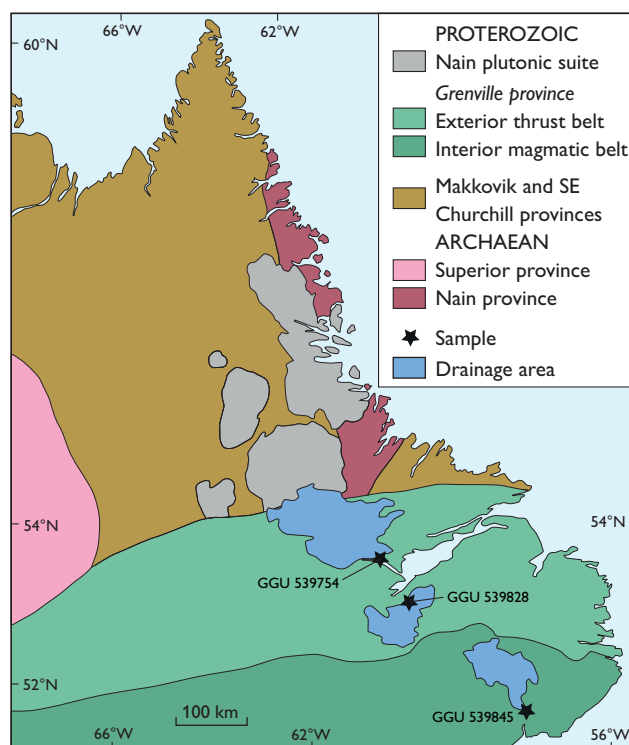 66°W
62°W
60°N
PROTEROZOIC
Nain plutonic suite
Grenville province
Exterior thrust belt
Interior magmatic belt
Makkovik and SE
Churchill provinces
ARCHAEAN
Superior province
Nain province
Sample
Drainage area
54°N
54°N
GGU 539754
GGU 539828
52°N
GGU 539845
100 km
66°W
62°W
56°W